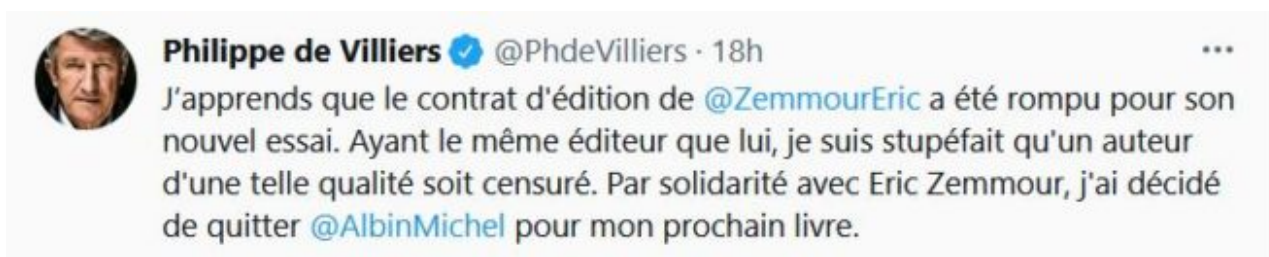 Philippe de Villiers @PhdeVilliers · 18h
J'apprends que le contrat d'édition de @ZemmourEric a été rompu pour son
nouvel essai. Ayant le même éditeur que lui, je suis stupéfait qu'un auteur
d'une telle qualité soit censuré. Par solidarité avec Eric Zemmour, j'ai décidé
de quitter @AlbinMichel pour mon prochain livre.